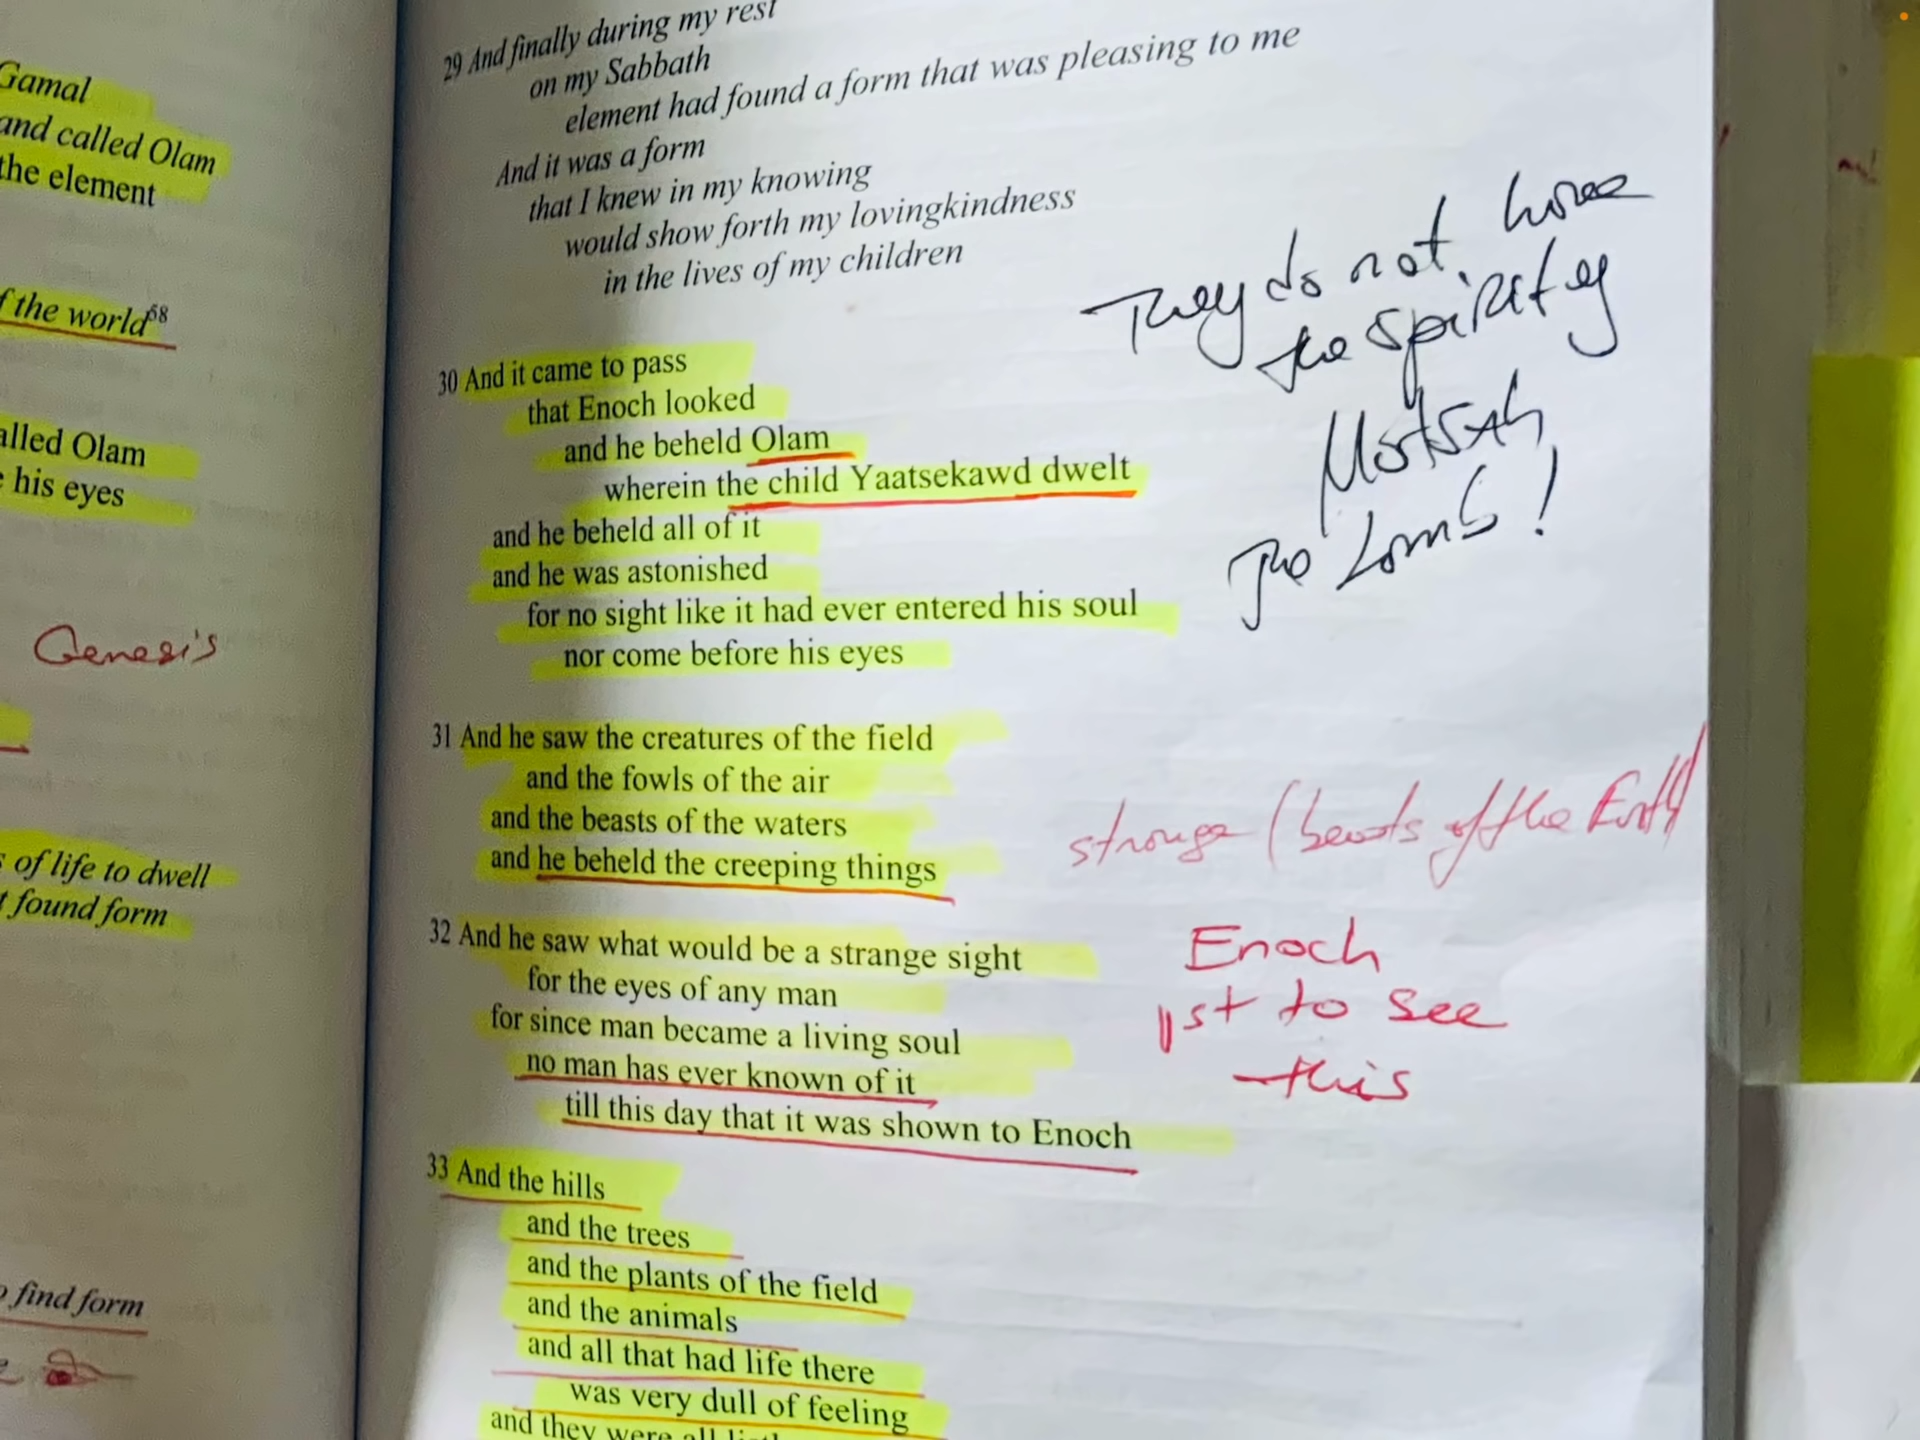 Gamal
and called Olam
the element
the world⁵⁸
alled Olam
his eyes
Genesis
of life to dwell
found form
find form
29 And finally during my rest
on my Sabbath
element had found a form that was pleasing to me
And it was a form
that I knew in my knowing
would show forth my lovingkindness
in the lives of my children
30 And it came to pass
that Enoch looked
and he beheld Olam
wherein the child Yaatsekawd dwelt
and he beheld all of it
and he was astonished
for no sight like it had ever entered his soul
nor come before his eyes
31 And he saw the creatures of the field
and the fowls of the air
and the beasts of the waters
and he beheld the creeping things
32 And he saw what would be a strange sight
for the eyes of any man
for since man became a living soul
no man has ever known of it
till this day that it was shown to Enoch
33 And the hills
and the trees
and the plants of the field
and the animals
and all that had life there
was very dull of feeling
and they were all
They do not have
the spirit of
The Lamb!
strange (beasts of the Earth)
Enoch
1st to see
this